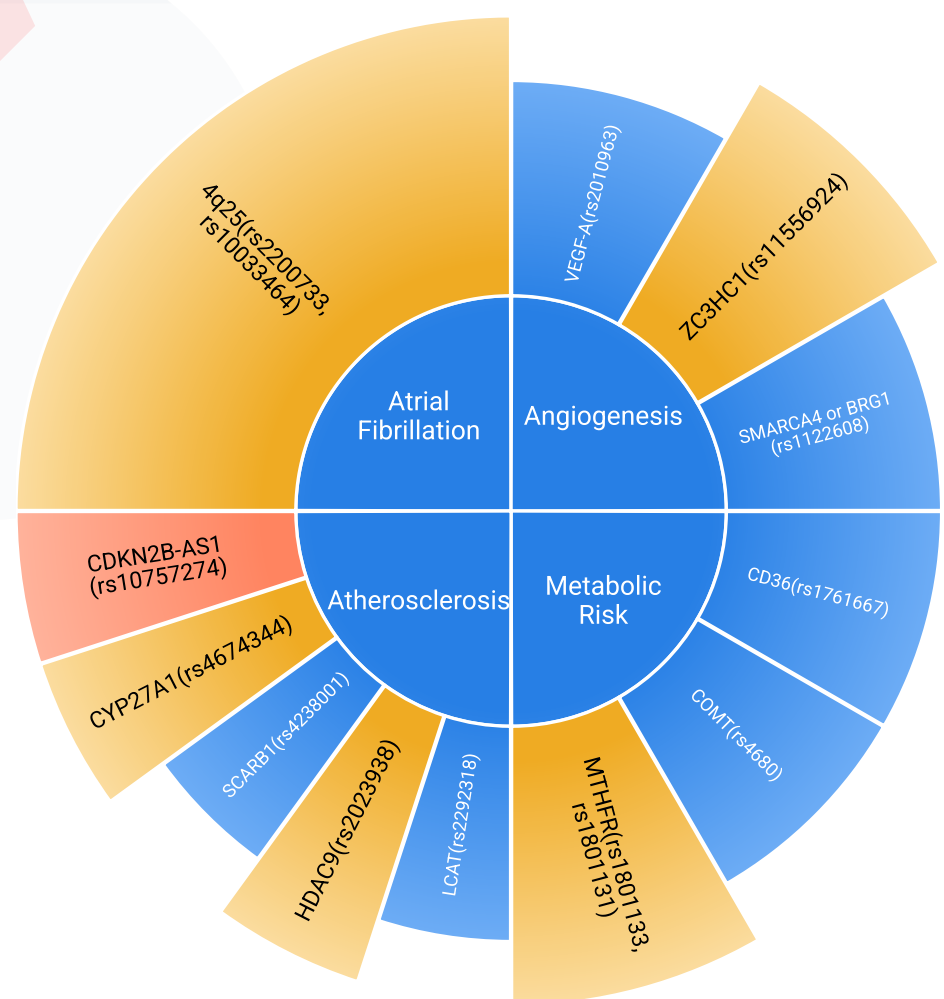 4q25(rs2200733,
rs10033464)
VEGF-A(rs2010963)
ZC3HC1(rs11556924)
SMARCA4 or BRG1
(rs1122608)
Atrial
Fibrillation
Angiogenesis
Atherosclerosis
Metabolic
Risk
CD36(rs1761667)
COMT(rs4680)
MTHFR(rs1801133,
rs1801131)
LCAT(rs2292318)
HDAC9(rs2023938)
SCARB1(rs4238001)
CYP27A1(rs4674344)
CDKN2B-AS1
(rs10757274)